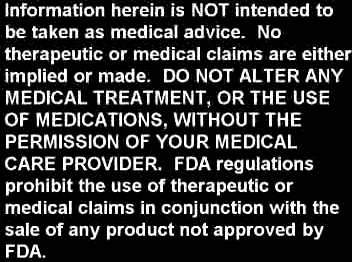 Information herein is NOT intended to
be taken as medical advice.  No
therapeutic or medical claims are either
implied or made.  DO NOT ALTER ANY
MEDICAL TREATMENT, OR THE USE
OF MEDICATIONS, WITHOUT THE
PERMISSION OF YOUR MEDICAL
CARE PROVIDER.  FDA regulations
prohibit the use of therapeutic or
medical claims in conjunction with the
sale of any product not approved by
FDA.